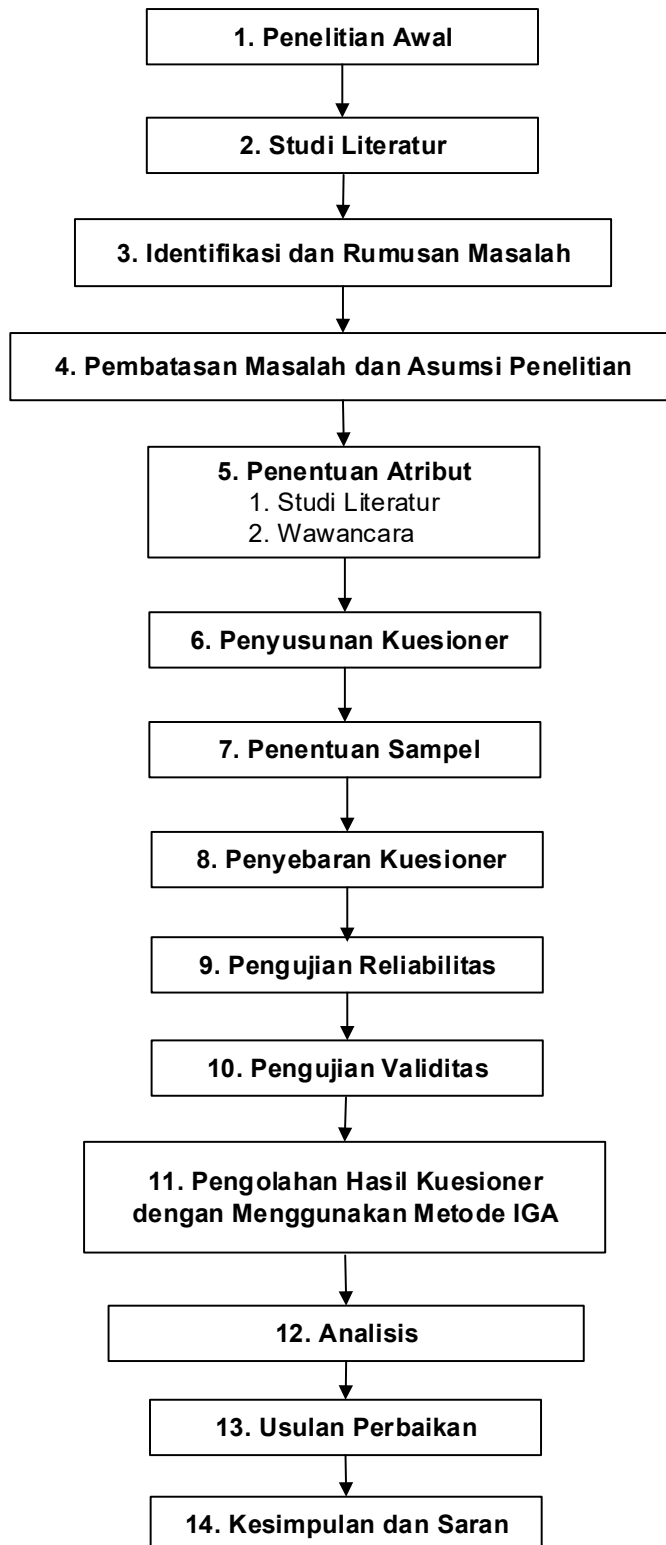 1. Penelitian Awal
2. Studi Literatur
3. Identifikasi dan Rumusan Masalah
4. Pembatasan Masalah dan Asumsi Penelitian
5. Penentuan Atribut
1. Studi Literatur
2. Wawancara
6. Penyusunan Kuesioner
7. Penentuan Sampel
8. Penyebaran Kuesioner
9. Pengujian Reliabilitas
10. Pengujian Validitas
11. Pengolahan Hasil Kuesioner
dengan Menggunakan Metode IGA
12. Analisis
13. Usulan Perbaikan
14. Kesimpulan dan Saran